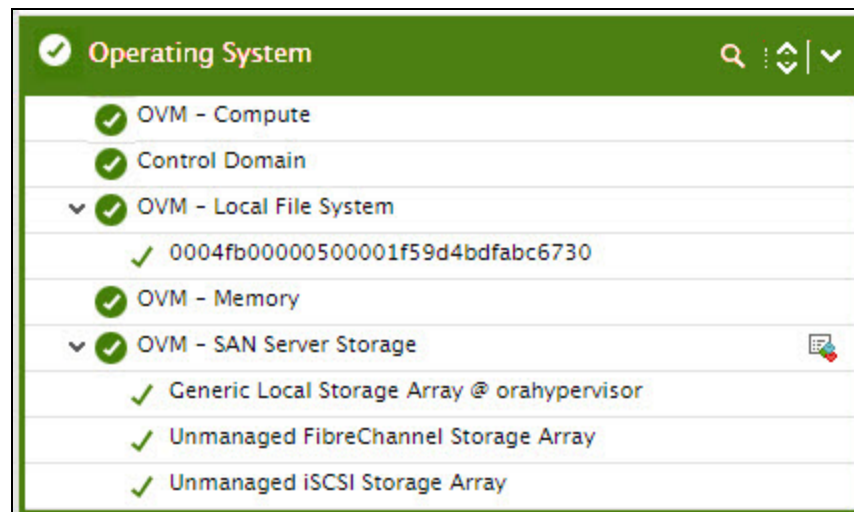 Operating System
OVM - Compute
Control Domain
OVM - Local File System
0004fb00000500001f59d4bdfabc6730
OVM - Memory
OVM - SAN Server Storage
Generic Local Storage Array @ orahypervisor
Unmanaged FibreChannel Storage Array
Unmanaged iSCSI Storage Array